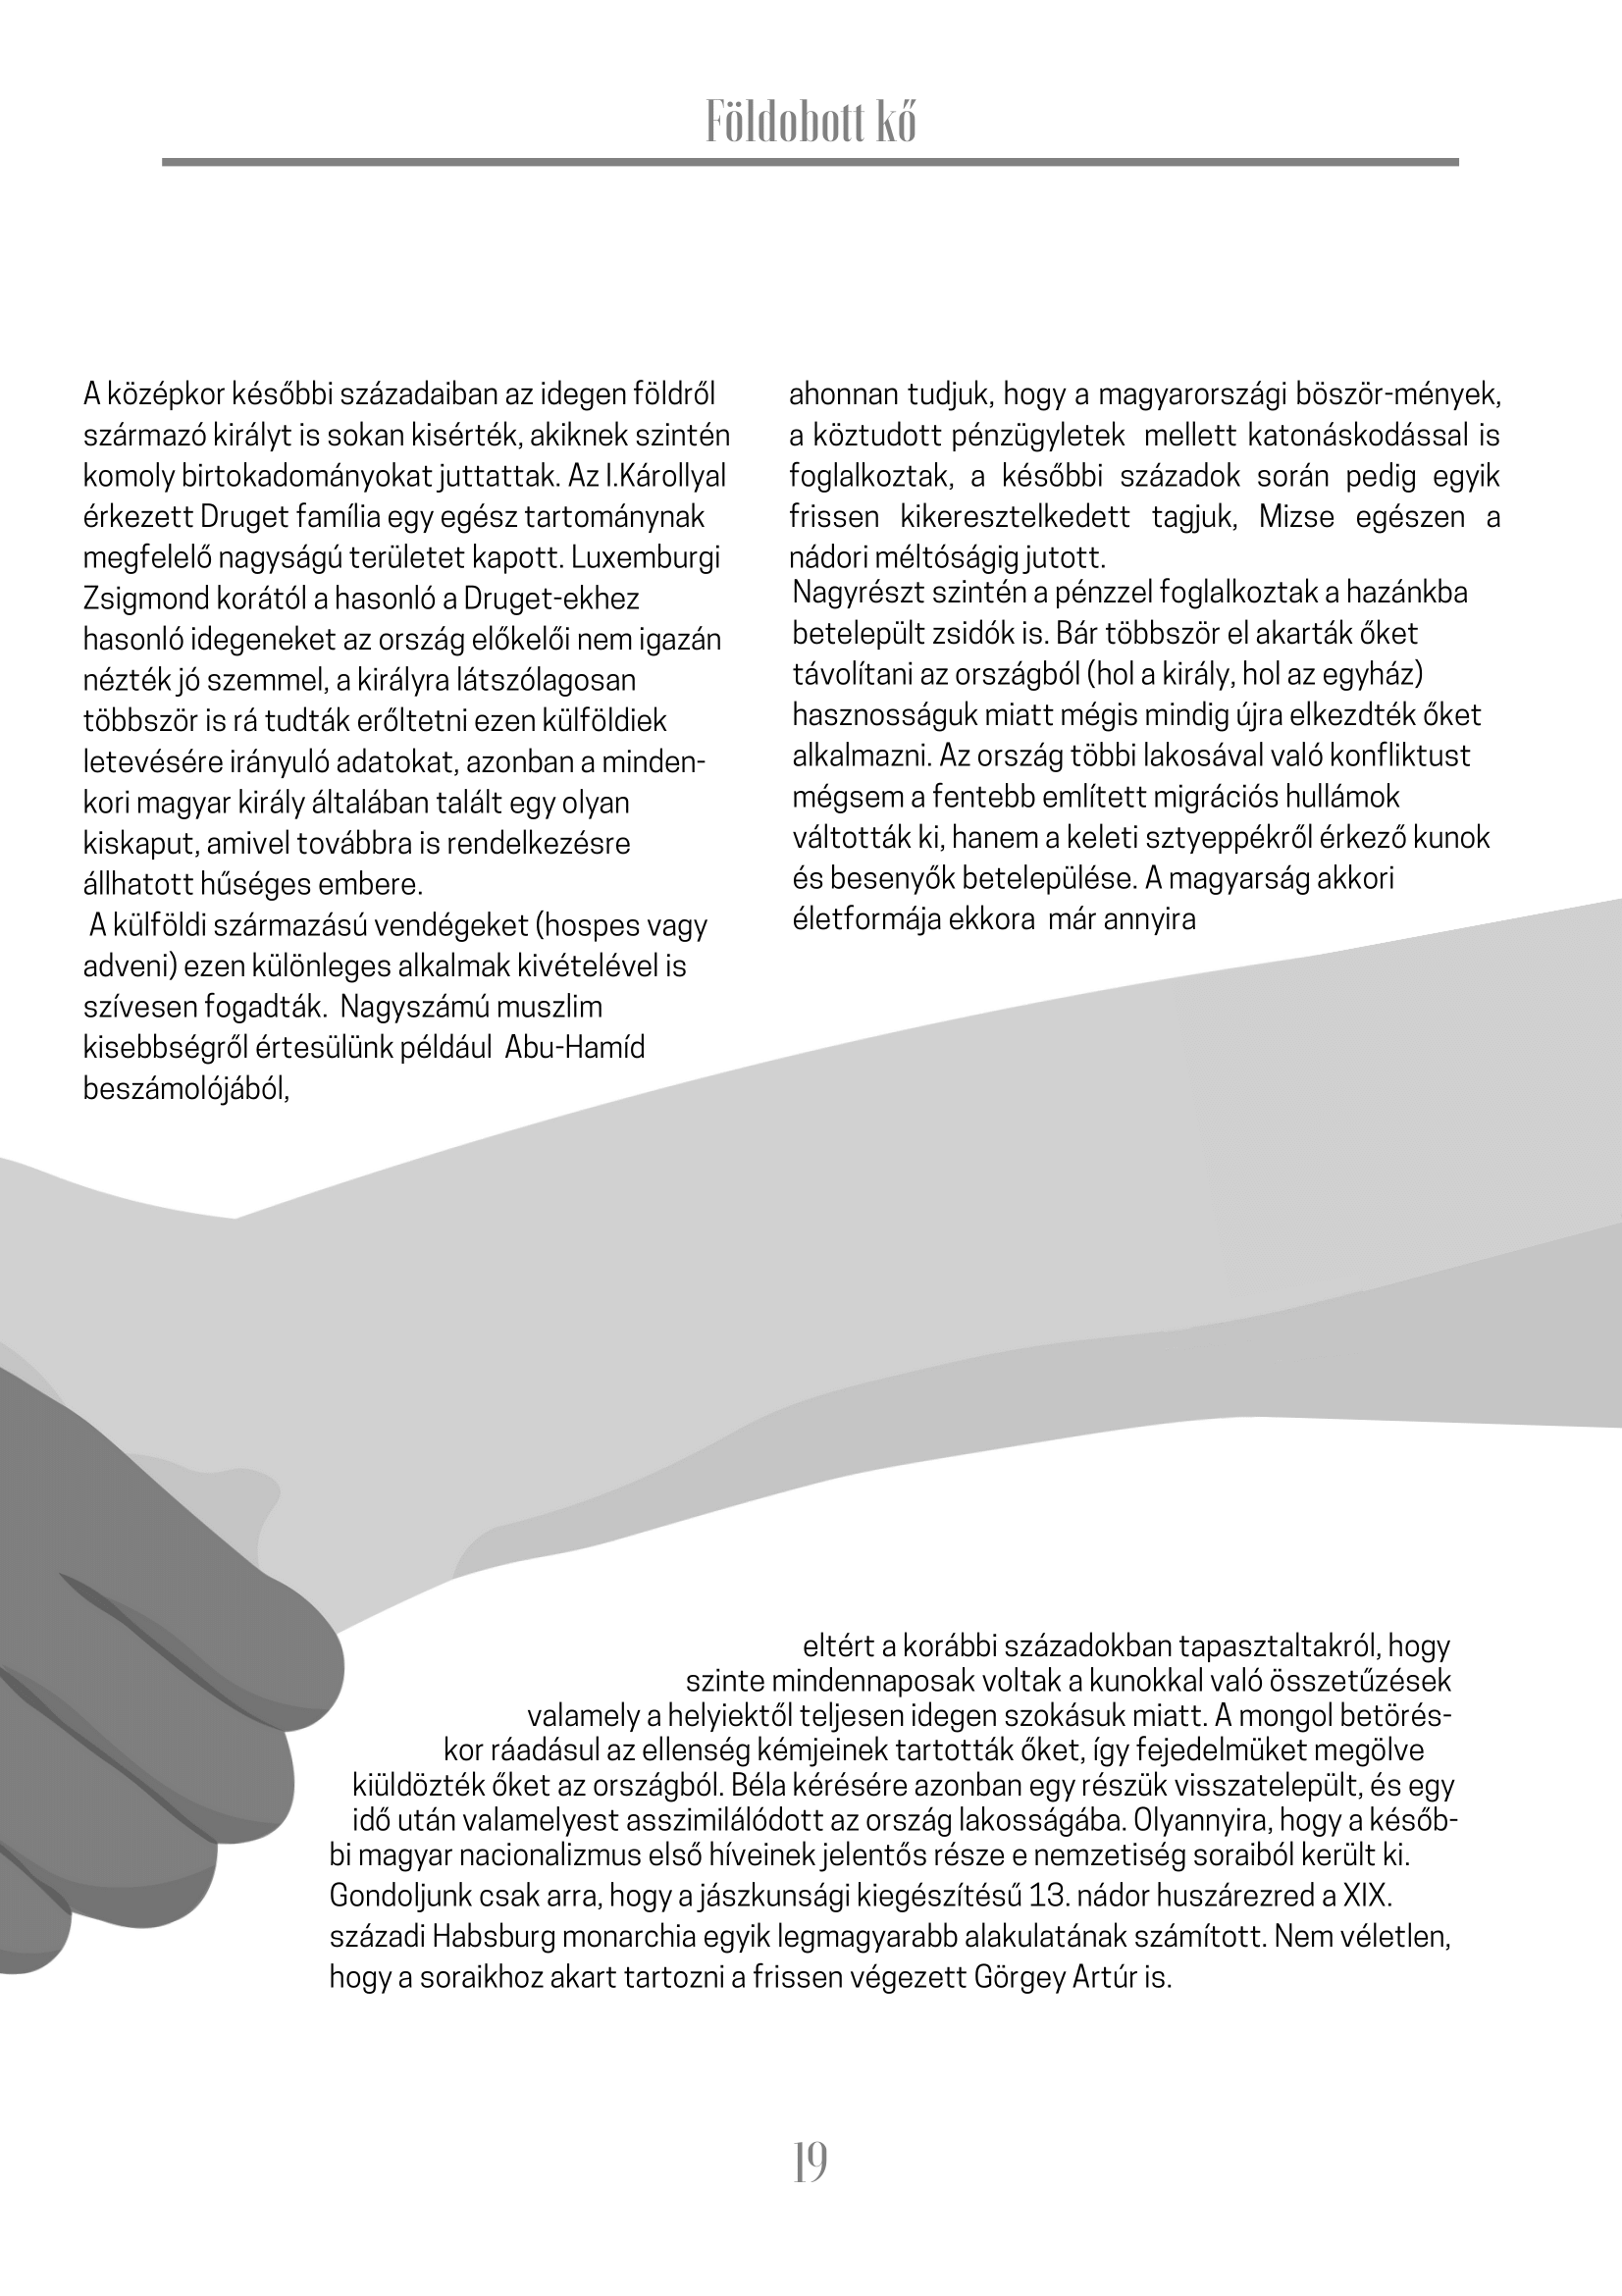 Földobott kő
A középkor későbbi századaiban az idegen földről
származó királyt is sokan kisérték, akiknek szintén
komoly birtokadományokat juttattak. Az I.Károllyal
érkezett Druget família egy egész tartománynak
megfelelő nagyságú területet kapott. Luxemburgi
Zsigmond korától a hasonló a Druget-ekhez
hasonló idegeneket az ország előkelői nem igazán
nézték jó szemmel, a királyra látszólagosan
többször is rá tudták erőltetni ezen külföldiek
letevésére irányuló adatokat, azonban a minden-
kori magyar király általában talált egy olyan
kiskaput, amivel továbbra is rendelkezésre
állhatott hűséges embere.
A külföldi származású vendégeket (hospes vagy
adveni) ezen különleges alkalmak kivételével is
szívesen fogadták. Nagyszámú muszlim
kisebbségről értesülünk például Abu-Hamíd
beszámolójából,
ahonnan tudjuk, hogy a magyarországi böször-mények,
a köztudott pénzügyletek mellett katonáskodással is
foglalkoztak, a későbbi századok során pedig egyik
frissen kikeresztelkedett tagjuk, Mizse egészen a
nádori méltóságig jutott.
Nagyrészt szintén a pénzzel foglalkoztak a hazánkba
betelepült zsidók is. Bár többször el akarták őket
távolítani az országból (hol a király, hol az egyház)
hasznosságuk miatt mégis mindig újra elkezdték őket
alkalmazni. Az ország többi lakosával való konfliktust
mégsem a fentebb említett migrációs hullámok
váltották ki, hanem a keleti sztyeppékről érkező kunok
és besenyők betelepülése. A magyarság akkori
életformája ekkora már annyira
eltért a korábbi századokban tapasztaltakról, hogy
szinte mindennaposak voltak a kunokkal való összetűzések
valamely a helyiektől teljesen idegen szokásuk miatt. A mongol betörés-
kor ráadásul az ellenség kémjeinek tartották őket, így fejedelmüket megölve
kiüldözték őket az országból. Béla kérésére azonban egy részük visszatelepült, és egy
idő után valamelyest asszimilálódott az ország lakosságába. Olyannyira, hogy a későb-
bi magyar nacionalizmus első híveinek jelentős része e nemzetiség soraiból került ki.
Gondoljunk csak arra, hogy a jászkunsági kiegészítésű 13. nádor huszárezred a XIX.
századi Habsburg monarchia egyik legmagyarabb alakulatának számított. Nem véletlen,
hogy a soraikhoz akart tartozni a frissen végezett Görgey Artúr is.
19